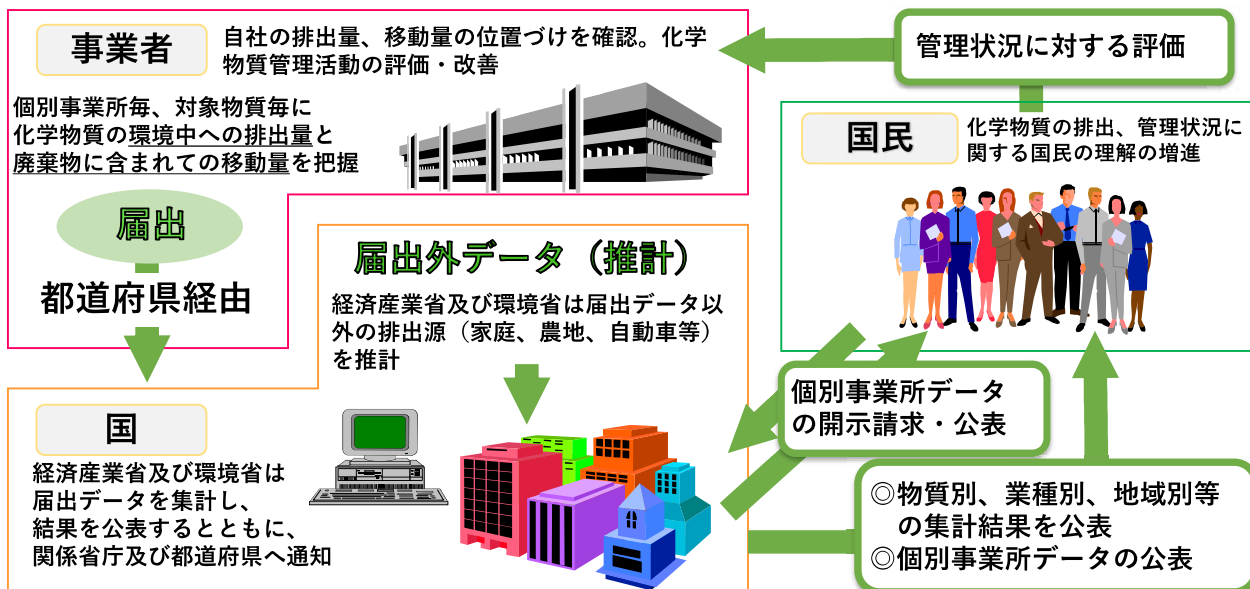 事業者
自社の排出量、移動量の位置づけを確認。化学
物質管理活動の評価・改善
個別事業所毎、対象物質毎に
化学物質の環境中への排出量と
廃棄物に含まれての移動量を把握
届出
都道府県経由
管理状況に対する評価
国民
化学物質の排出、管理状況に
関する国民の理解の増進
届出外データ（推計）
経済産業省及び環境省は届出データ以
外の排出源（家庭、農地、自動車等）
を推計
国
経済産業省及び環境省は
届出データを集計し、
結果を公表するとともに、
関係省庁及び都道府県へ通知
個別事業所データ
の開示請求・公表
◎物質別、業種別、地域別等
の集計結果を公表
◎個別事業所データの公表